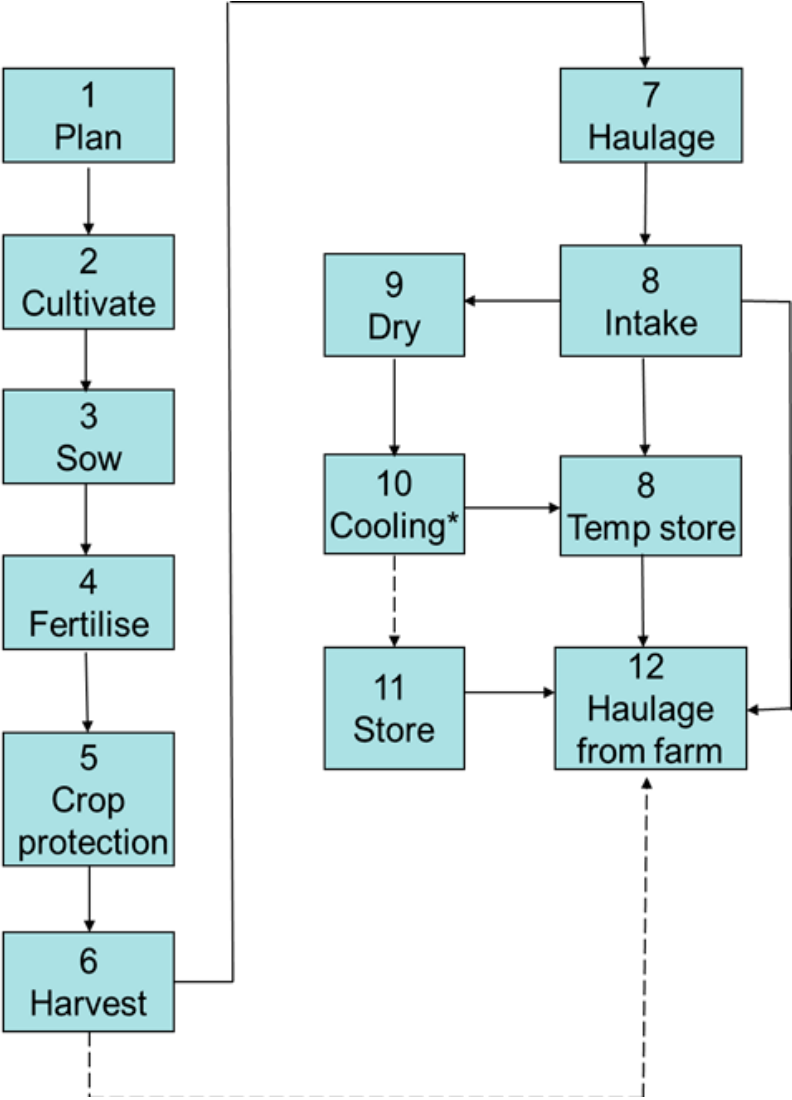 1
Plan
2
Cultivate
3
Sow
4
Fertilise
5
Crop
protection
6
Harvest
7
Haulage
8
Intake
9
Dry
10
Cooling*
8
Temp store
11
Store
12
Haulage
from farm